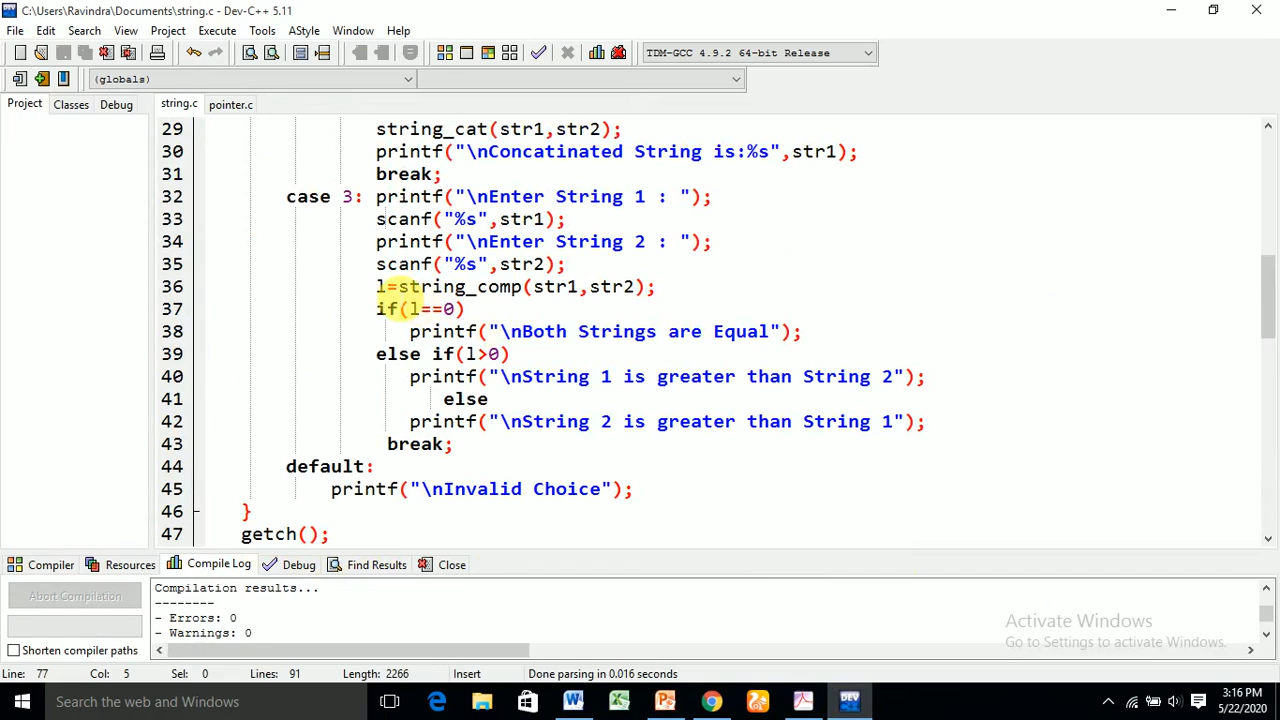 C:\Users\Ravindra\Documents\string.c - Dev-C++ 5.11
File Edit Search View Project Execute Tools AStyle Window Help
TDM-GCC 4.9.2 64-bit Release
(globals)
Project Classes Debug string.c pointer.c
29 string_cat(str1,str2);
30 printf("\nConcatinated String is:%s",str1);
31 break;
32 case 3: printf("\nEnter String 1 : ");
33 scanf("%s",str1);
34 printf("\nEnter String 2 : ");
35 scanf("%s",str2);
36 l=string_comp(str1,str2);
37 if(l==0)
38 printf("\nBoth Strings are Equal");
39 else if(l>0)
40 printf("\nString 1 is greater than String 2");
41 else
42 printf("\nString 2 is greater than String 1");
43 break;
44 default:
45 printf("\nInvalid Choice");
46 }
47 getch();
Compiler Resources Compile Log Debug Find Results Close
Abort Compilation
Shorten compiler paths
Compilation results...
--------
- Errors: 0
- Warnings: 0
Activate Windows
Go to Settings to activate Windows.
Line: 77 Col: 5 Sel: 0 Lines: 91 Length: 2266 Insert Done parsing in 0.016 seconds
Search the web and Windows
3:16 PM
5/22/2020